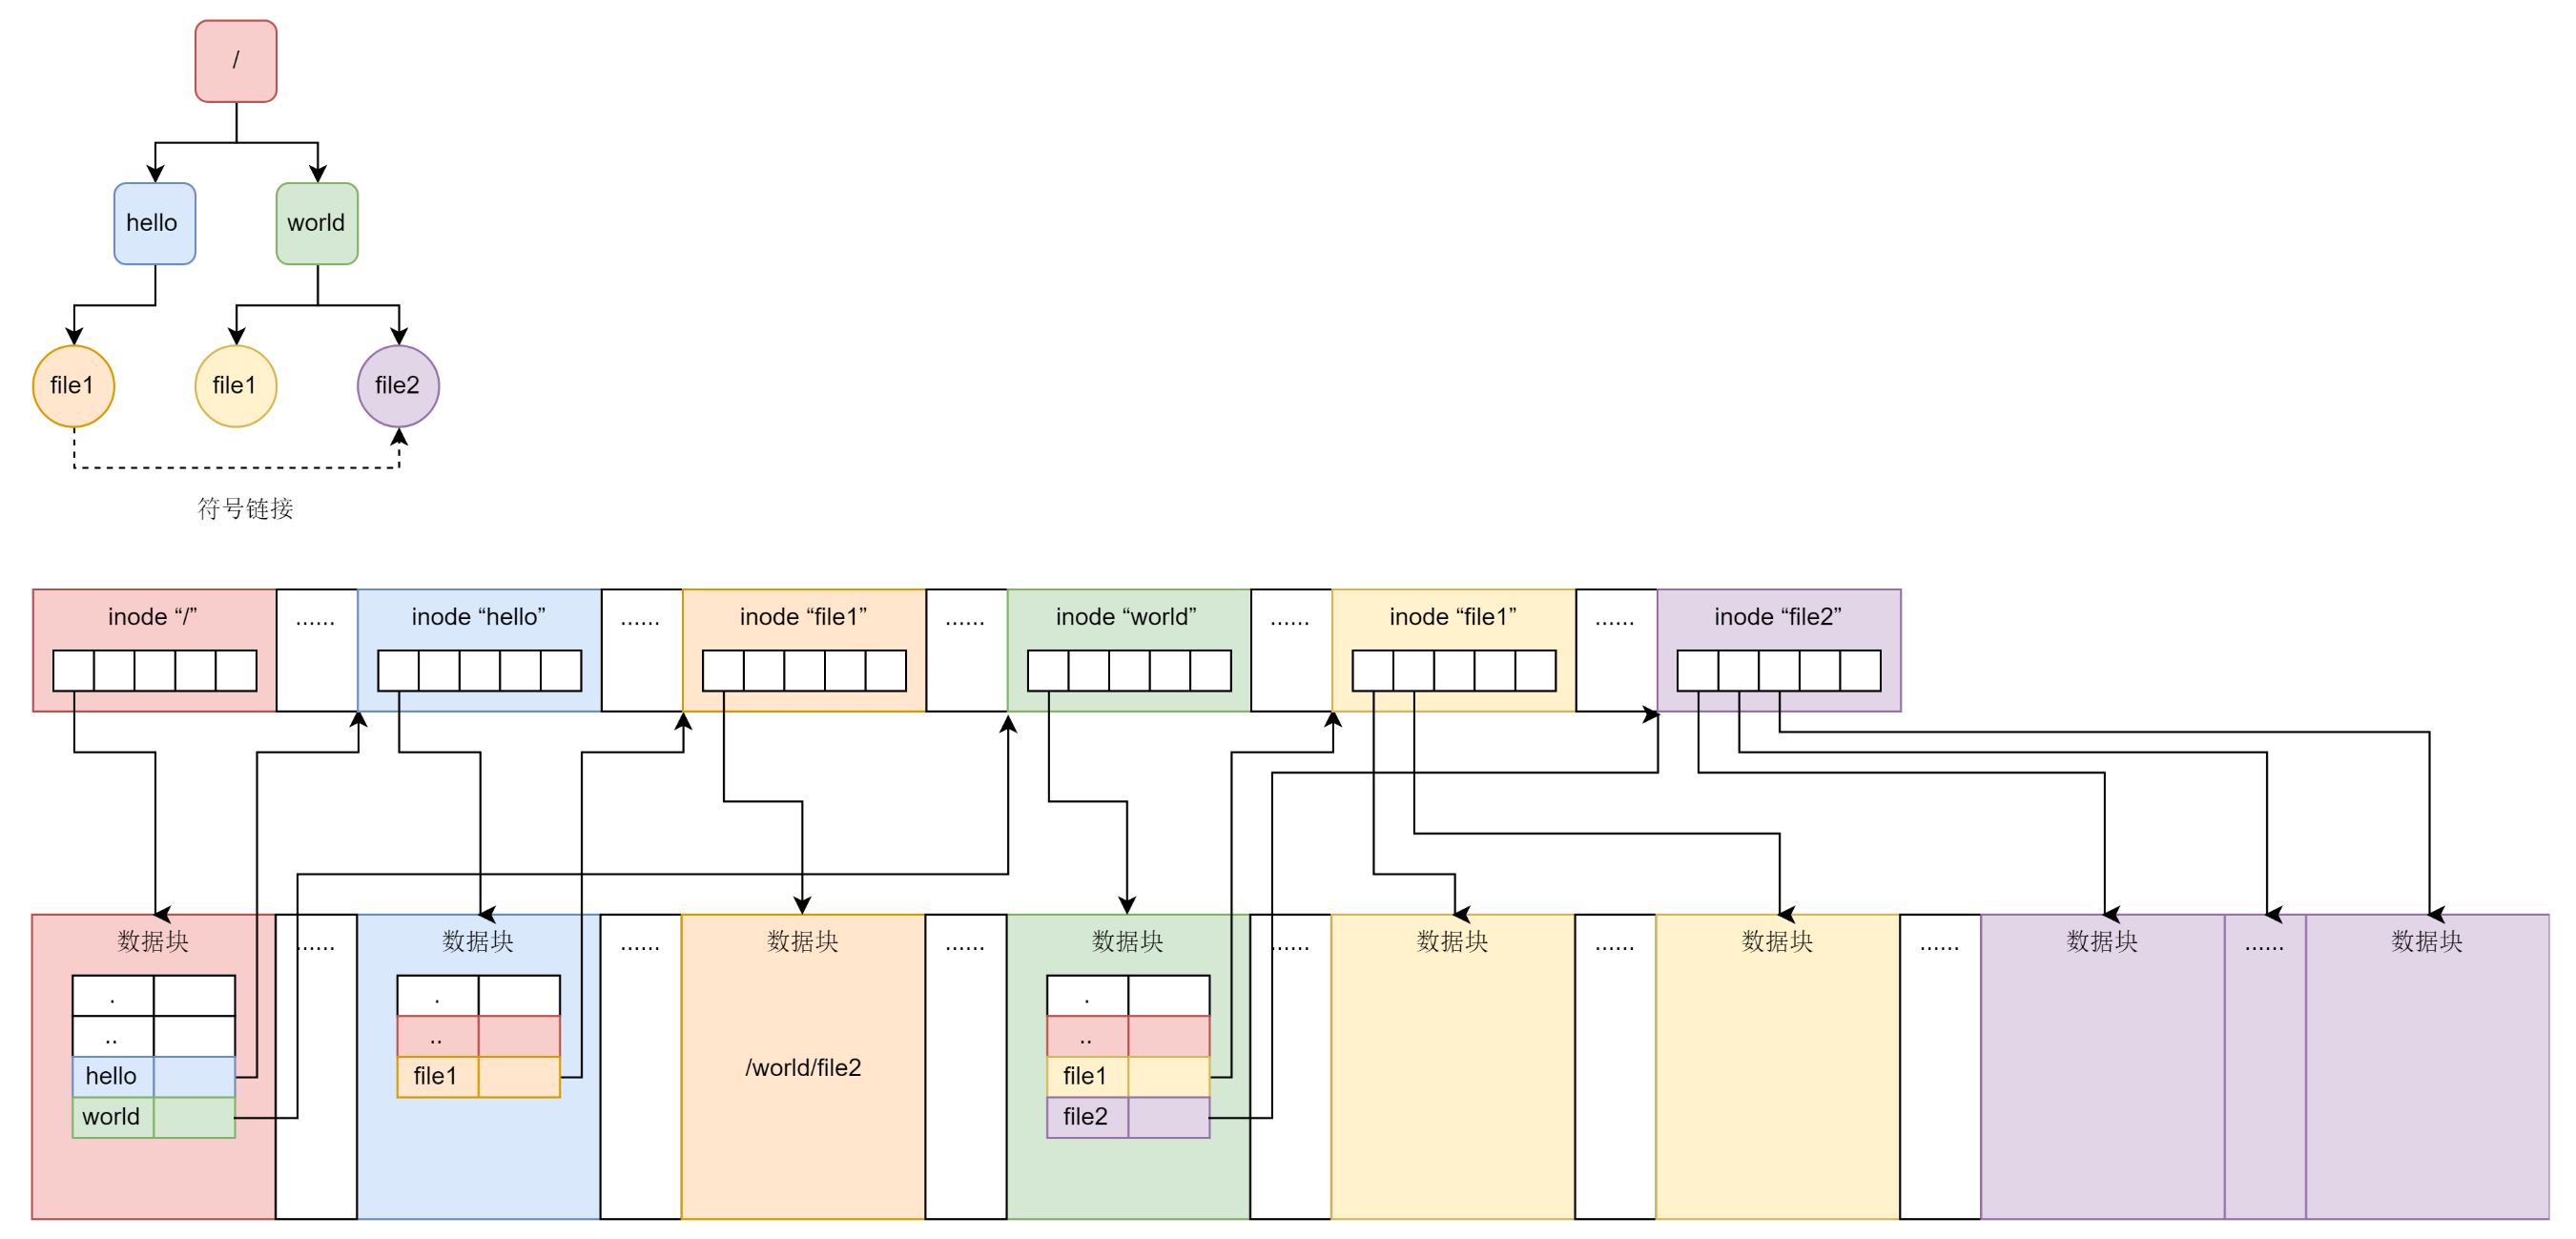 /
hello
world
file1
file1
file2
符号链接
inode “/”
......
inode “hello”
......
inode “file1”
......
inode “world”
......
inode “file1”
......
inode “file2”
数据块
......
数据块
......
数据块
......
数据块
......
数据块
......
数据块
......
数据块
......
数据块
.
..
hello
world
.
..
file1
/world/file2
.
..
file1
file2